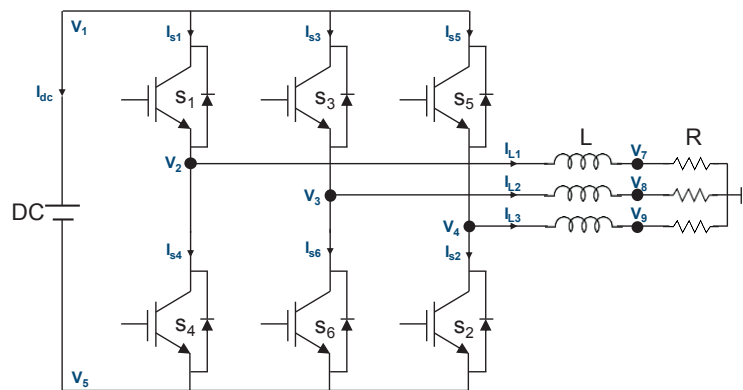 V1
Is1
Is3
Is5
Idc
S1
S3
S5
L
R
IL1
V7
V2
IL2
V8
V3
DC
IL3
V9
V4
Is4
Is6
Is2
S4
S6
S2
V5